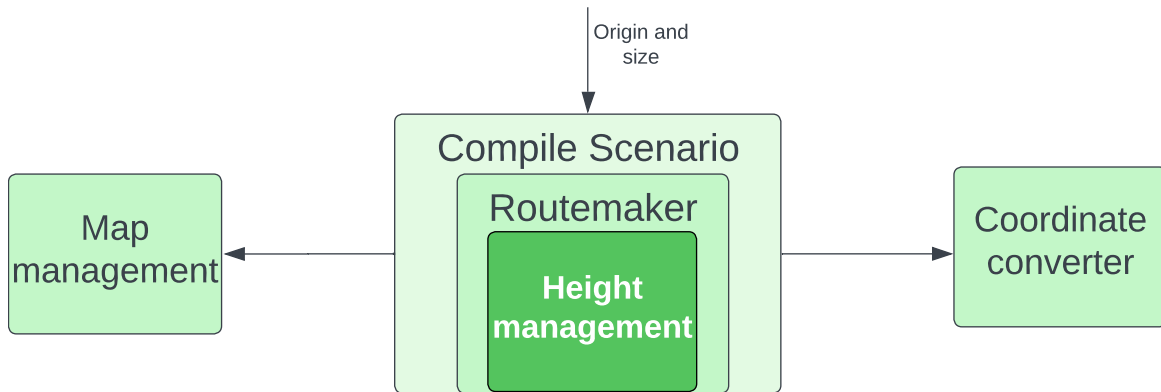 Origin and
size
Compile Scenario
Routemaker
Height
management
Map
management
Coordinate
converter